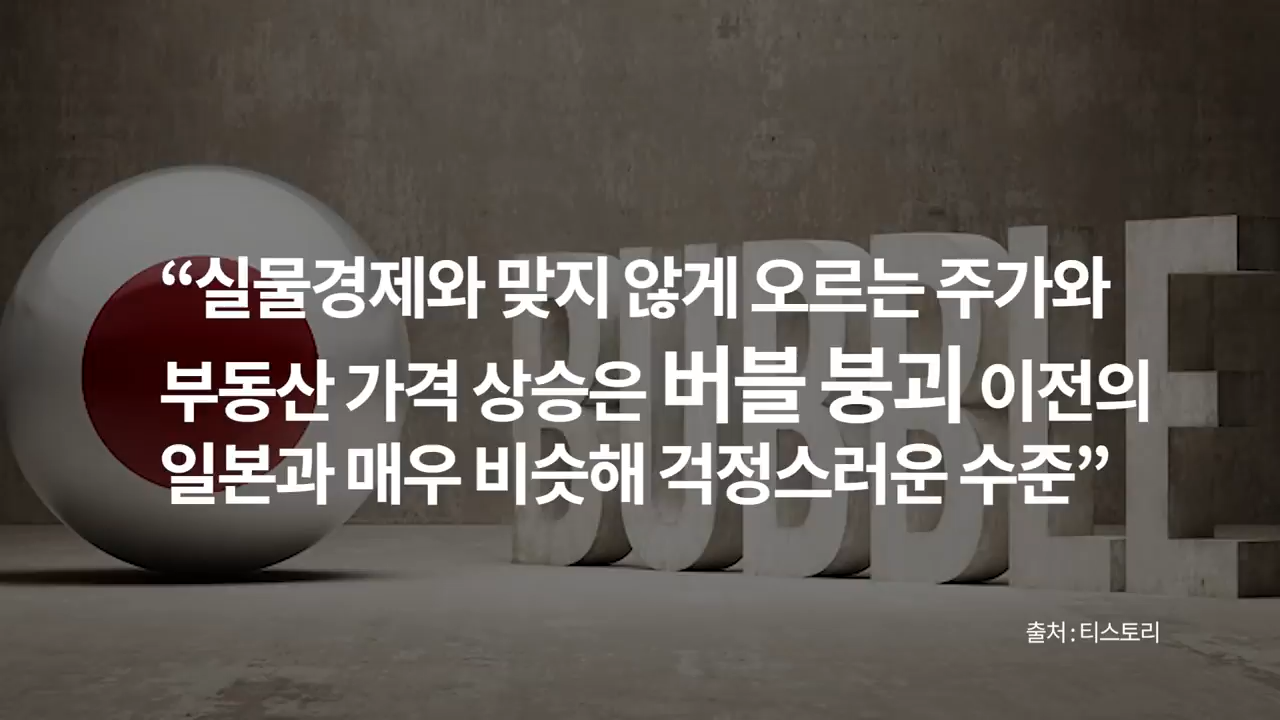 “실물경제와 맞지 않게 오르는 주가와
부동산 가격 상승은 버블 붕괴 이전의
일본과 매우 비슷해 걱정스러운 수준”
BUBBLE
출처 : 티스토리